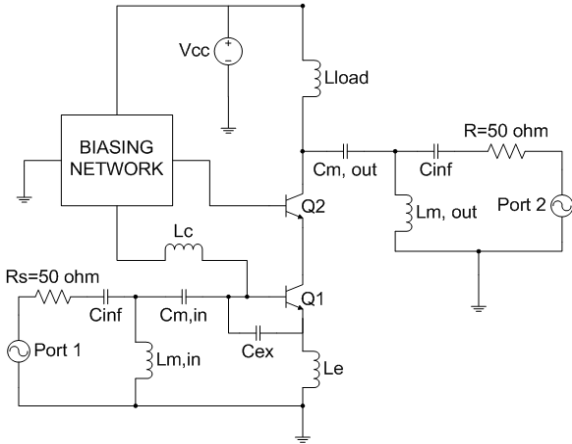 Vcc
Lload
BIASING
NETWORK
R=50 ohm
Cm, out
Cinf
Q2
Lm, out
Port 2
Lc
Rs=50 ohm
Q1
Cinf
Cm,in
Port 1
Lm,in
Cex
Le